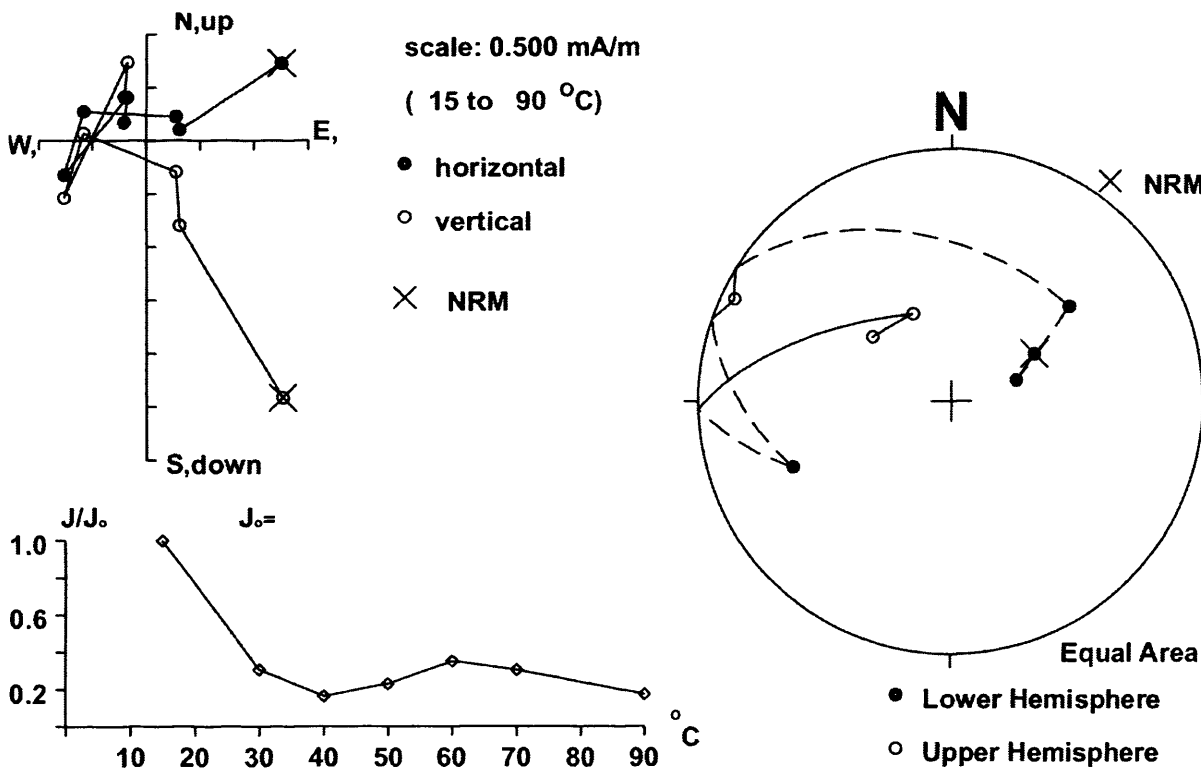 N,up
scale: 0.500 mA/m
( 15 to 90 °C)
W,
E,
horizontal
vertical
NRM
S,down
N
NRM
Equal Area
Lower Hemisphere
Upper Hemisphere
J/J₀
J₀=
1.0
0.6
0.2
10 20 30 40 50 60 70 80 90
°C